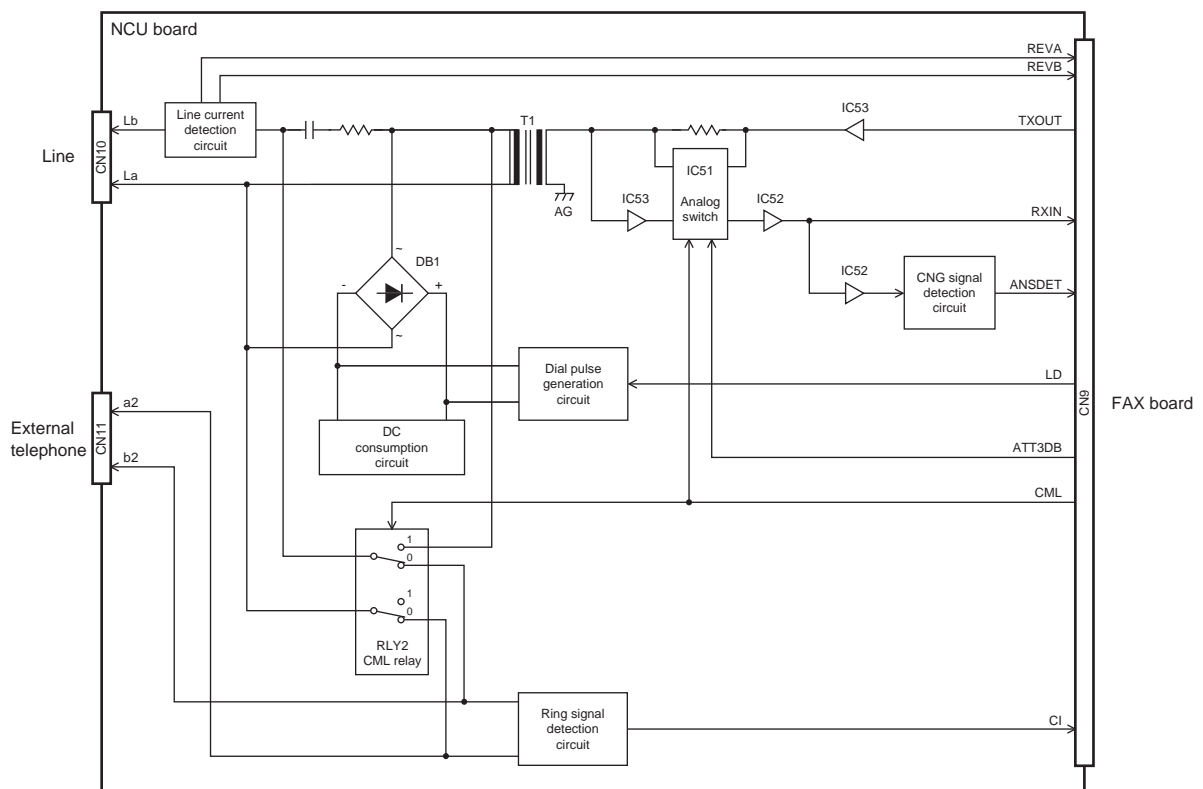 NCU board
REVA
REVB
Lb
Line current
detection
circuit
T1
IC53
TXOUT
Line
CN10
La
AG
IC51
Analog
switch
IC53
IC52
RXIN
~
DB1
-
+
~
IC52
CNG signal
detection
circuit
ANSDET
Dial pulse
generation
circuit
LD
CN9
FAX board
External
telephone
CN11
a2
b2
DC
consumption
circuit
ATT3DB
CML
1
0
1
0
RLY2
CML relay
Ring signal
detection
circuit
CI